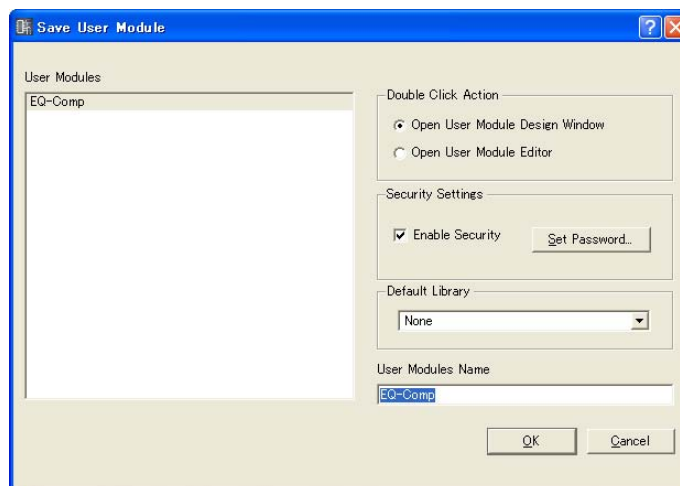 Save User Module
User Modules
EQ-Comp
Double Click Action
Open User Module Design Window
Open User Module Editor
Security Settings
Enable Security
Set Password...
Default Library
None
User Modules Name
EQ-Comp
OK
Cancel